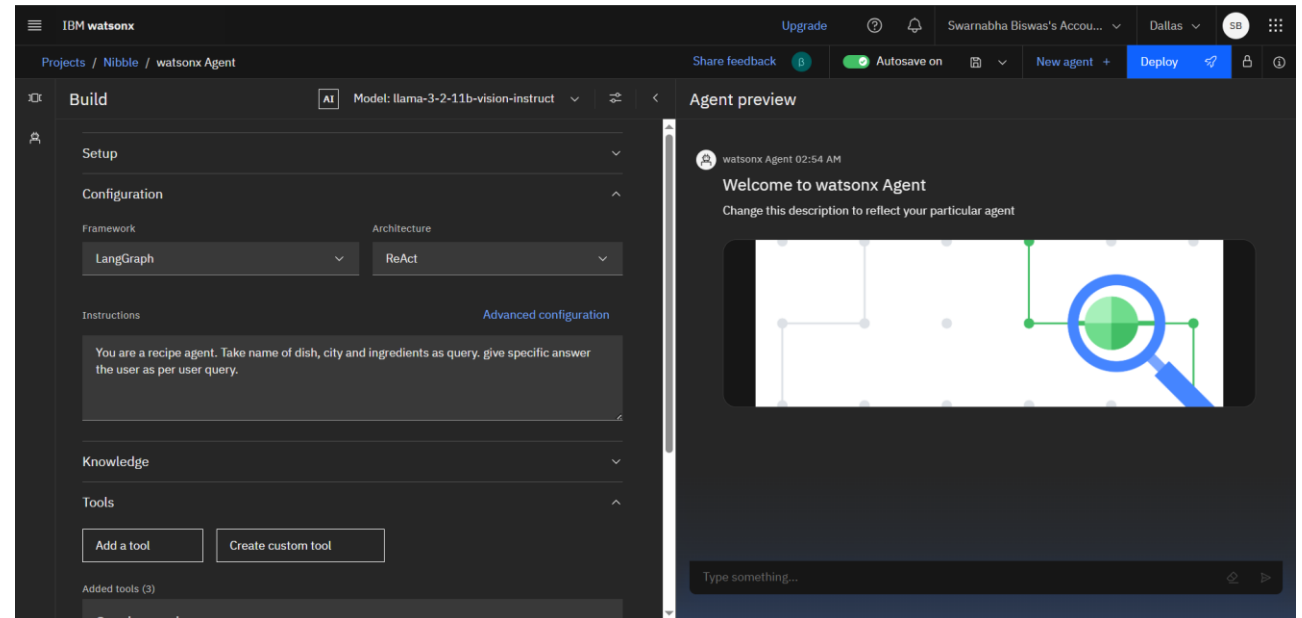 IBM watsonx
Upgrade
Swarnabha Biswas's Accou...
Dallas
SB
Projects / Nibble / watsonx Agent
Share feedback
β
Autosave on
New agent +
Deploy
Build
AI
Model: llama-3-2-11b-vision-instruct
Agent preview
Setup
Configuration
Framework
Architecture
LangGraph
ReAct
Instructions
Advanced configuration
You are a recipe agent. Take name of dish, city and ingredients as query. give specific answer
the user as per user query.
Knowledge
Tools
Add a tool
Create custom tool
Added tools (3)
watsonx Agent 02:54 AM
Welcome to watsonx Agent
Change this description to reflect your particular agent
Type something...